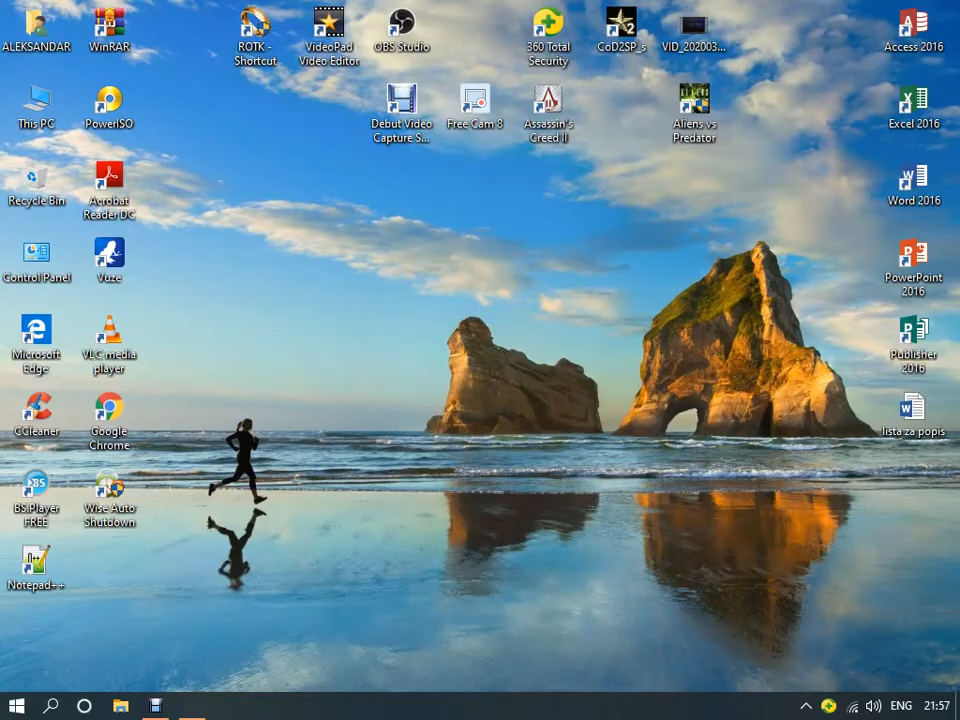 ALEKSANDAR
WinRAR
ROTK -
Shortcut
VideoPad
Video Editor
OBS Studio
360 Total
Security
CoD2SP_s
VID_202003...
Access 2016
This PC
PowerISO
Debut Video
Capture S...
Free Cam 8
Assassin's
Creed II
Aliens vs
Predator
Excel 2016
Recycle Bin
Acrobat
Reader DC
Word 2016
Control Panel
Vuze
PowerPoint
2016
Microsoft
Edge
VLC media
player
Publisher
2016
CCleaner
Google
Chrome
lista za popis
BS.Player
FREE
Wise Auto
Shutdown
Notepad++
ENG
21:57